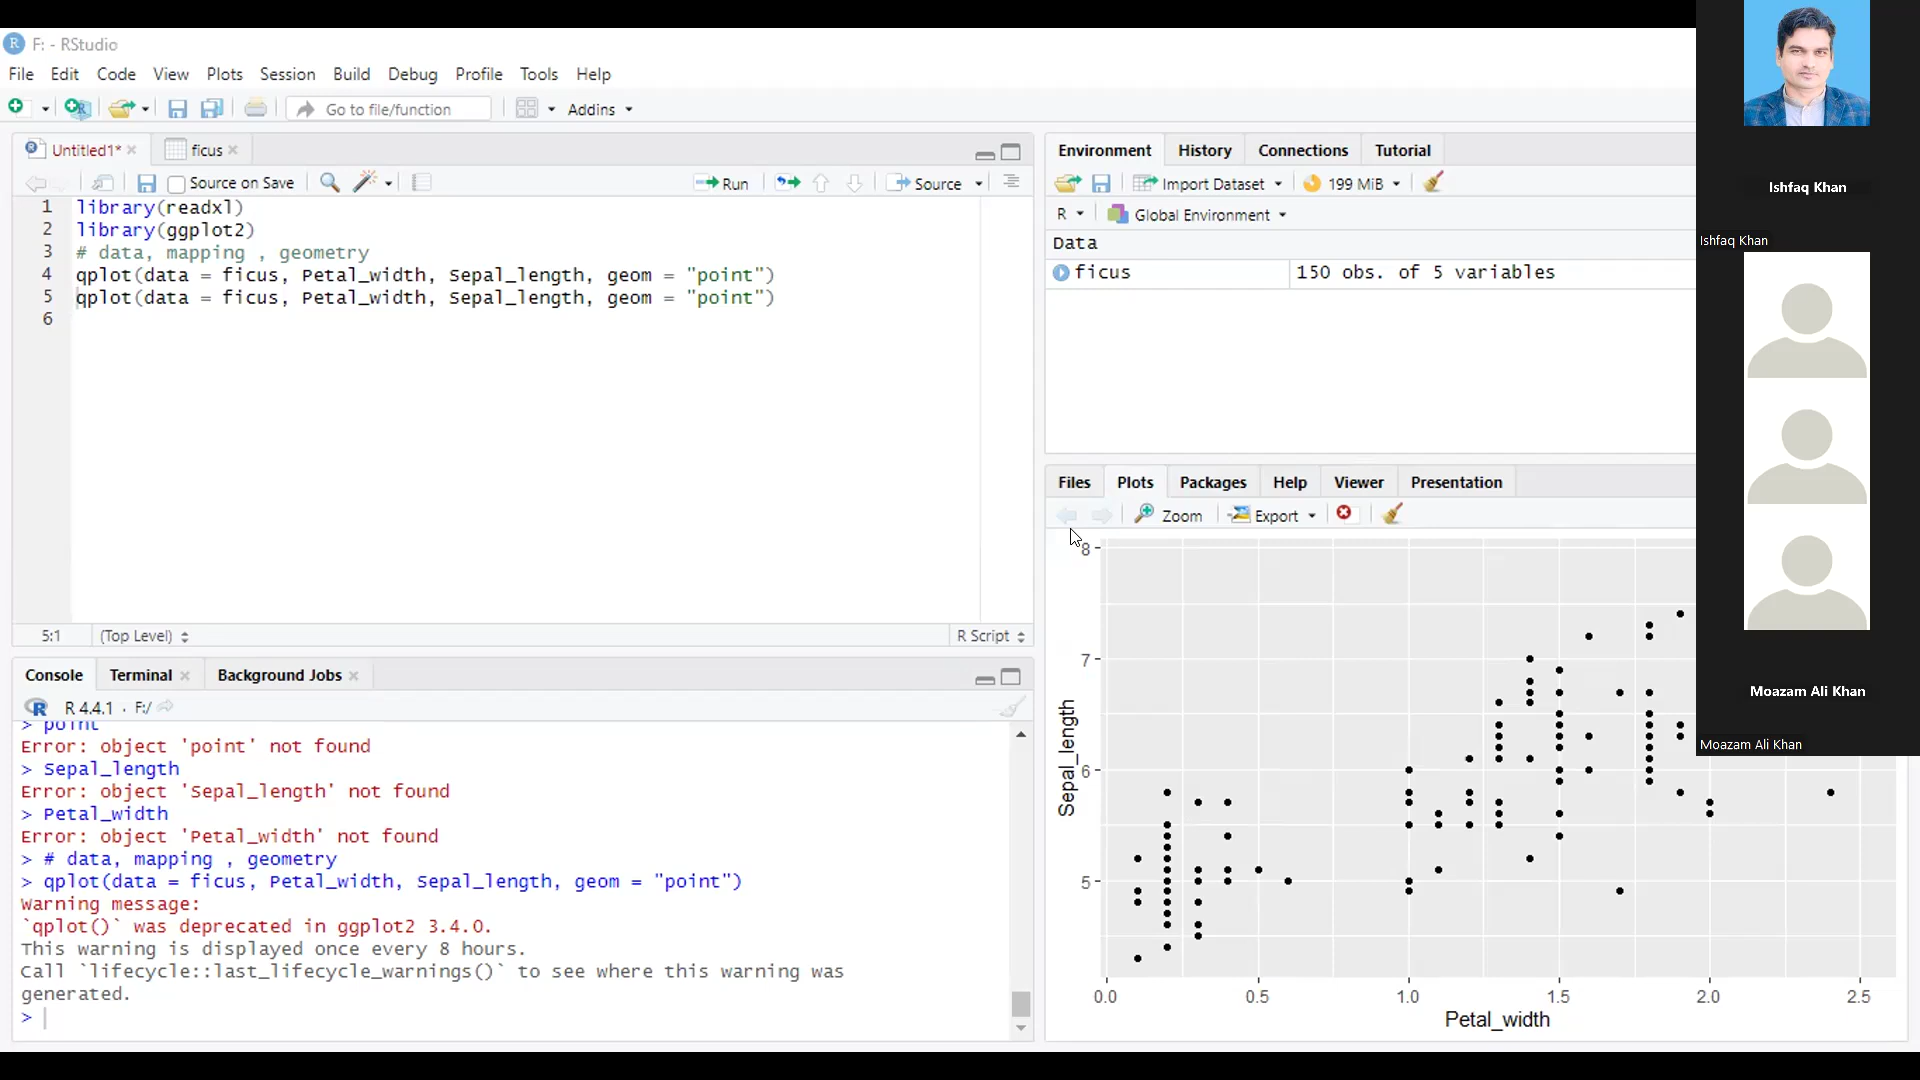 F: - RStudio
File Edit Code View Plots Session Build Debug Profile Tools Help
Go to file/function Addins
Untitled1* ficus
Source on Save Run Source
1 library(readxl)
2 library(ggplot2)
3 # data, mapping , geometry
4 qplot(data = ficus, Petal_width, Sepal_length, geom = "point")
5 qplot(data = ficus, Petal_width, Sepal_length, geom = "point")
6
5:1 (Top Level) R Script
Console Terminal Background Jobs
R 4.4.1 · F:/
> point
Error: object 'point' not found
> Sepal_length
Error: object 'Sepal_length' not found
> Petal_width
Error: object 'Petal_width' not found
> # data, mapping , geometry
> qplot(data = ficus, Petal_width, Sepal_length, geom = "point")
Warning message:
`qplot()` was deprecated in ggplot2 3.4.0.
This warning is displayed once every 8 hours.
Call `lifecycle::last_lifecycle_warnings()` to see where this warning was
generated.
>
Environment History Connections Tutorial
Import Dataset 199 MiB
R Global Environment
Data
ficus 150 obs. of 5 variables
Files Plots Packages Help Viewer Presentation
Zoom Export
8
7
6
5
Sepal_length
0.0 0.5 1.0 1.5 2.0 2.5
Petal_width
Ishfaq Khan
Ishfaq Khan
Moazam Ali Khan
Moazam Ali Khan